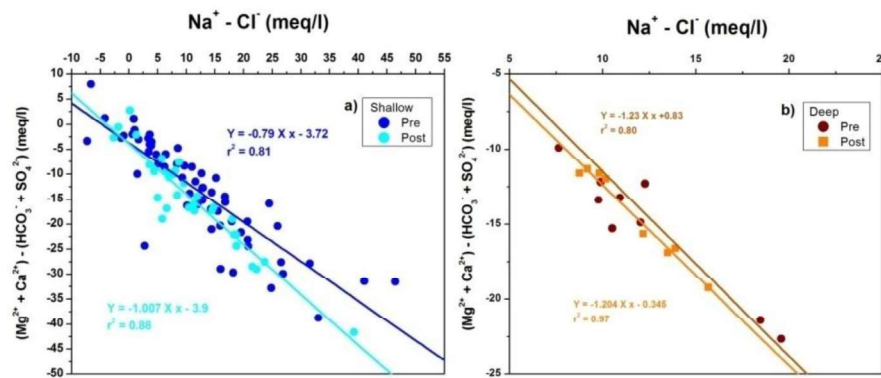 Na⁺ - Cl⁻ (meq/l)
-10 -5 0 5 10 15 20 25 30 35 40 45 50 55
10
5
0
-5
-10
-15
-20
-25
-30
-35
-40
-45
-50
(Mg²⁺ + Ca²⁺) - (HCO₃⁻ + SO₄²⁻) (meq/l)
a) Shallow
Pre
Post
Y = -0.79 X x - 3.72
r² = 0.81
Y = -1.007 X x - 3.9
r² = 0.88
Na⁺ - Cl⁻ (meq/l)
5 10 15 20 25
-5
-10
-15
-20
-25
(Mg²⁺ + Ca²⁺) - (HCO₃⁻ + SO₄²⁻) (meq/l)
b) Deep
Pre
Post
Y = -1.23 X x +0.83
r² = 0.80
Y = -1.204 X x - 0.345
r² = 0.97